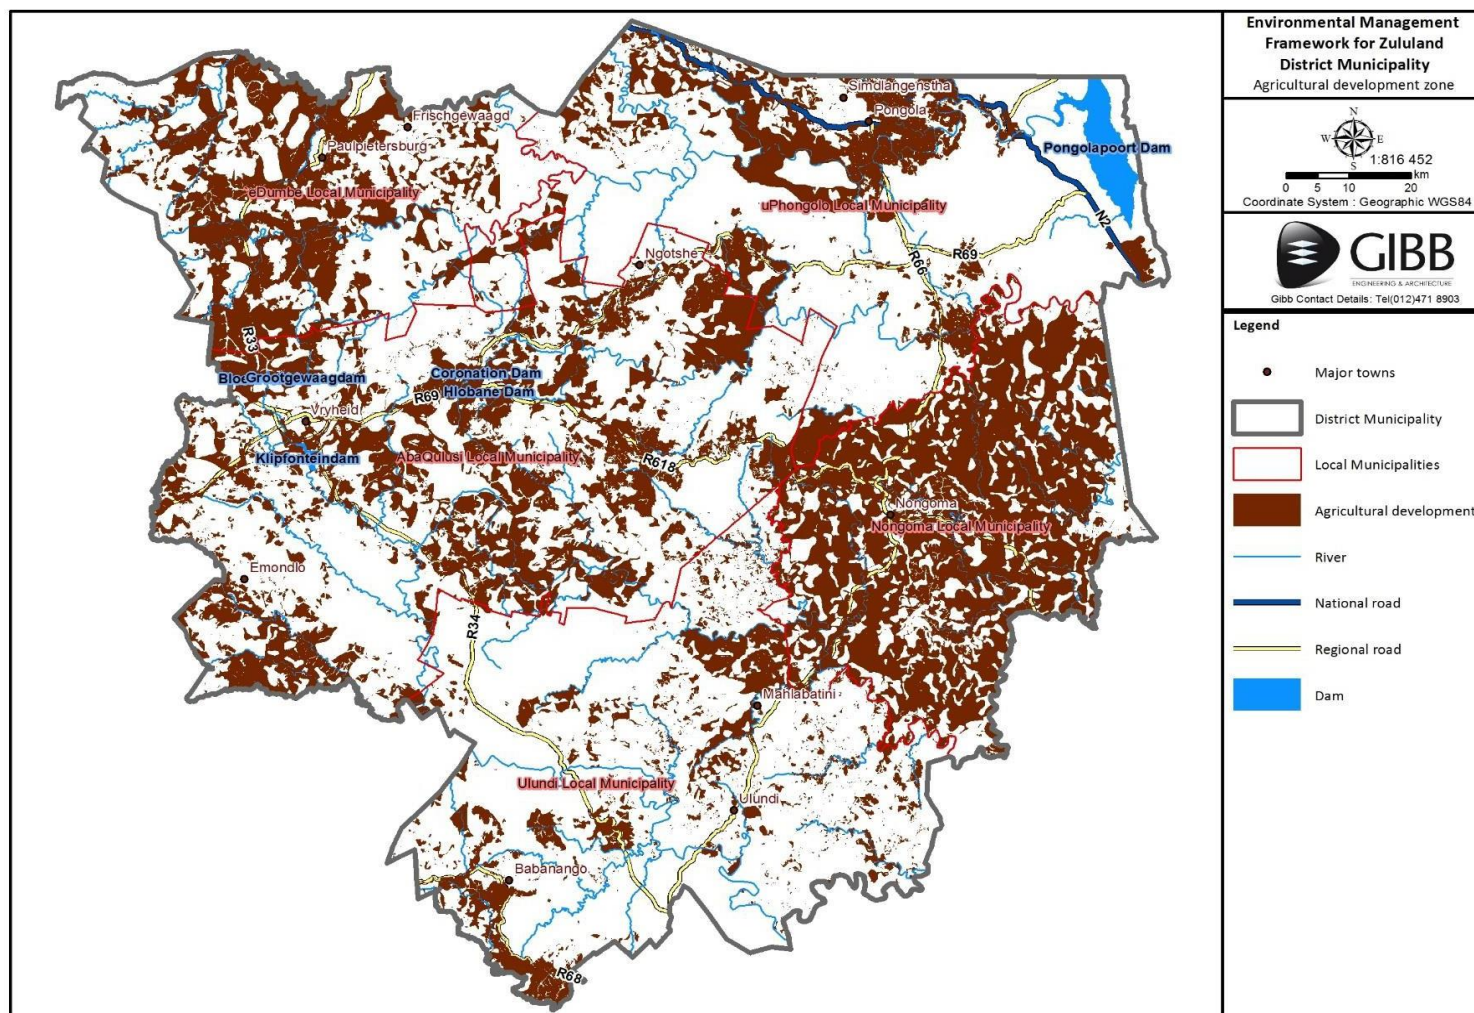 Environmental Management
Framework for Zululand
District Municipality
Agricultural development zone
N
W E
S
1:816 452
km
0 5 10 20
Coordinate System : Geographic WGS84
GIBB
ENGINEERING & ARCHITECTURE
Gibb Contact Details: Tel(012)471 8903
Legend
Major towns
District Municipality
Local Municipalities
Agricultural development
River
National road
Regional road
Dam
Simdlangenstha
Pongola
Frischgewaagd
Pongolapoort Dam
Paulpietersburg
eDumbe Local Municipality
uPhongolo Local Municipality
N2
Ngotshe
R69
R66
R33
Coronation Dam
Grootgewaagdam
Hlobane Dam
R69
Vryheid
AbaQulusi Local Municipality
Klipfonteindam
R618
Nongoma
Nongoma Local Municipality
Emondlo
R34
Mahlabatini
Ulundi Local Municipality
Ulundi
Babanango
R68